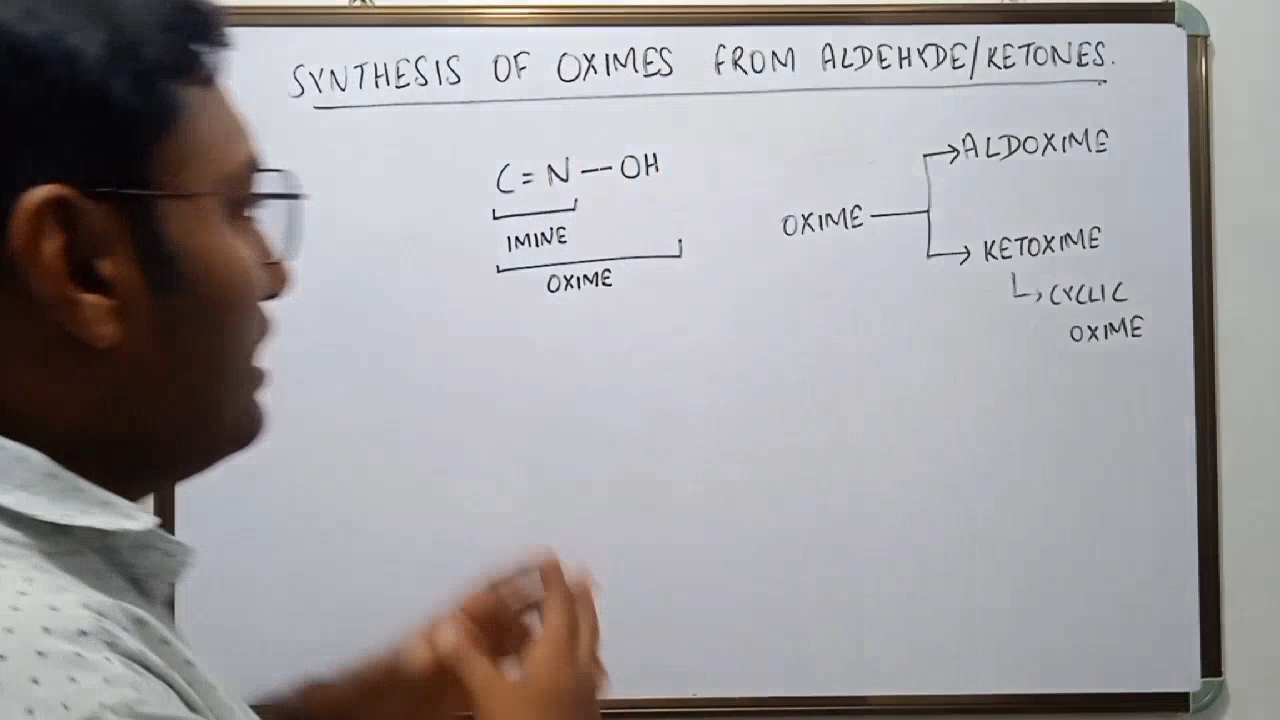 SYNTHESIS OF OXIMES FROM ALDEHYDE/KETONES.
C=N—OH
IMINE
OXIME
OXIME
ALDOXIME
KETOXIME
CYCLIC
OXIME